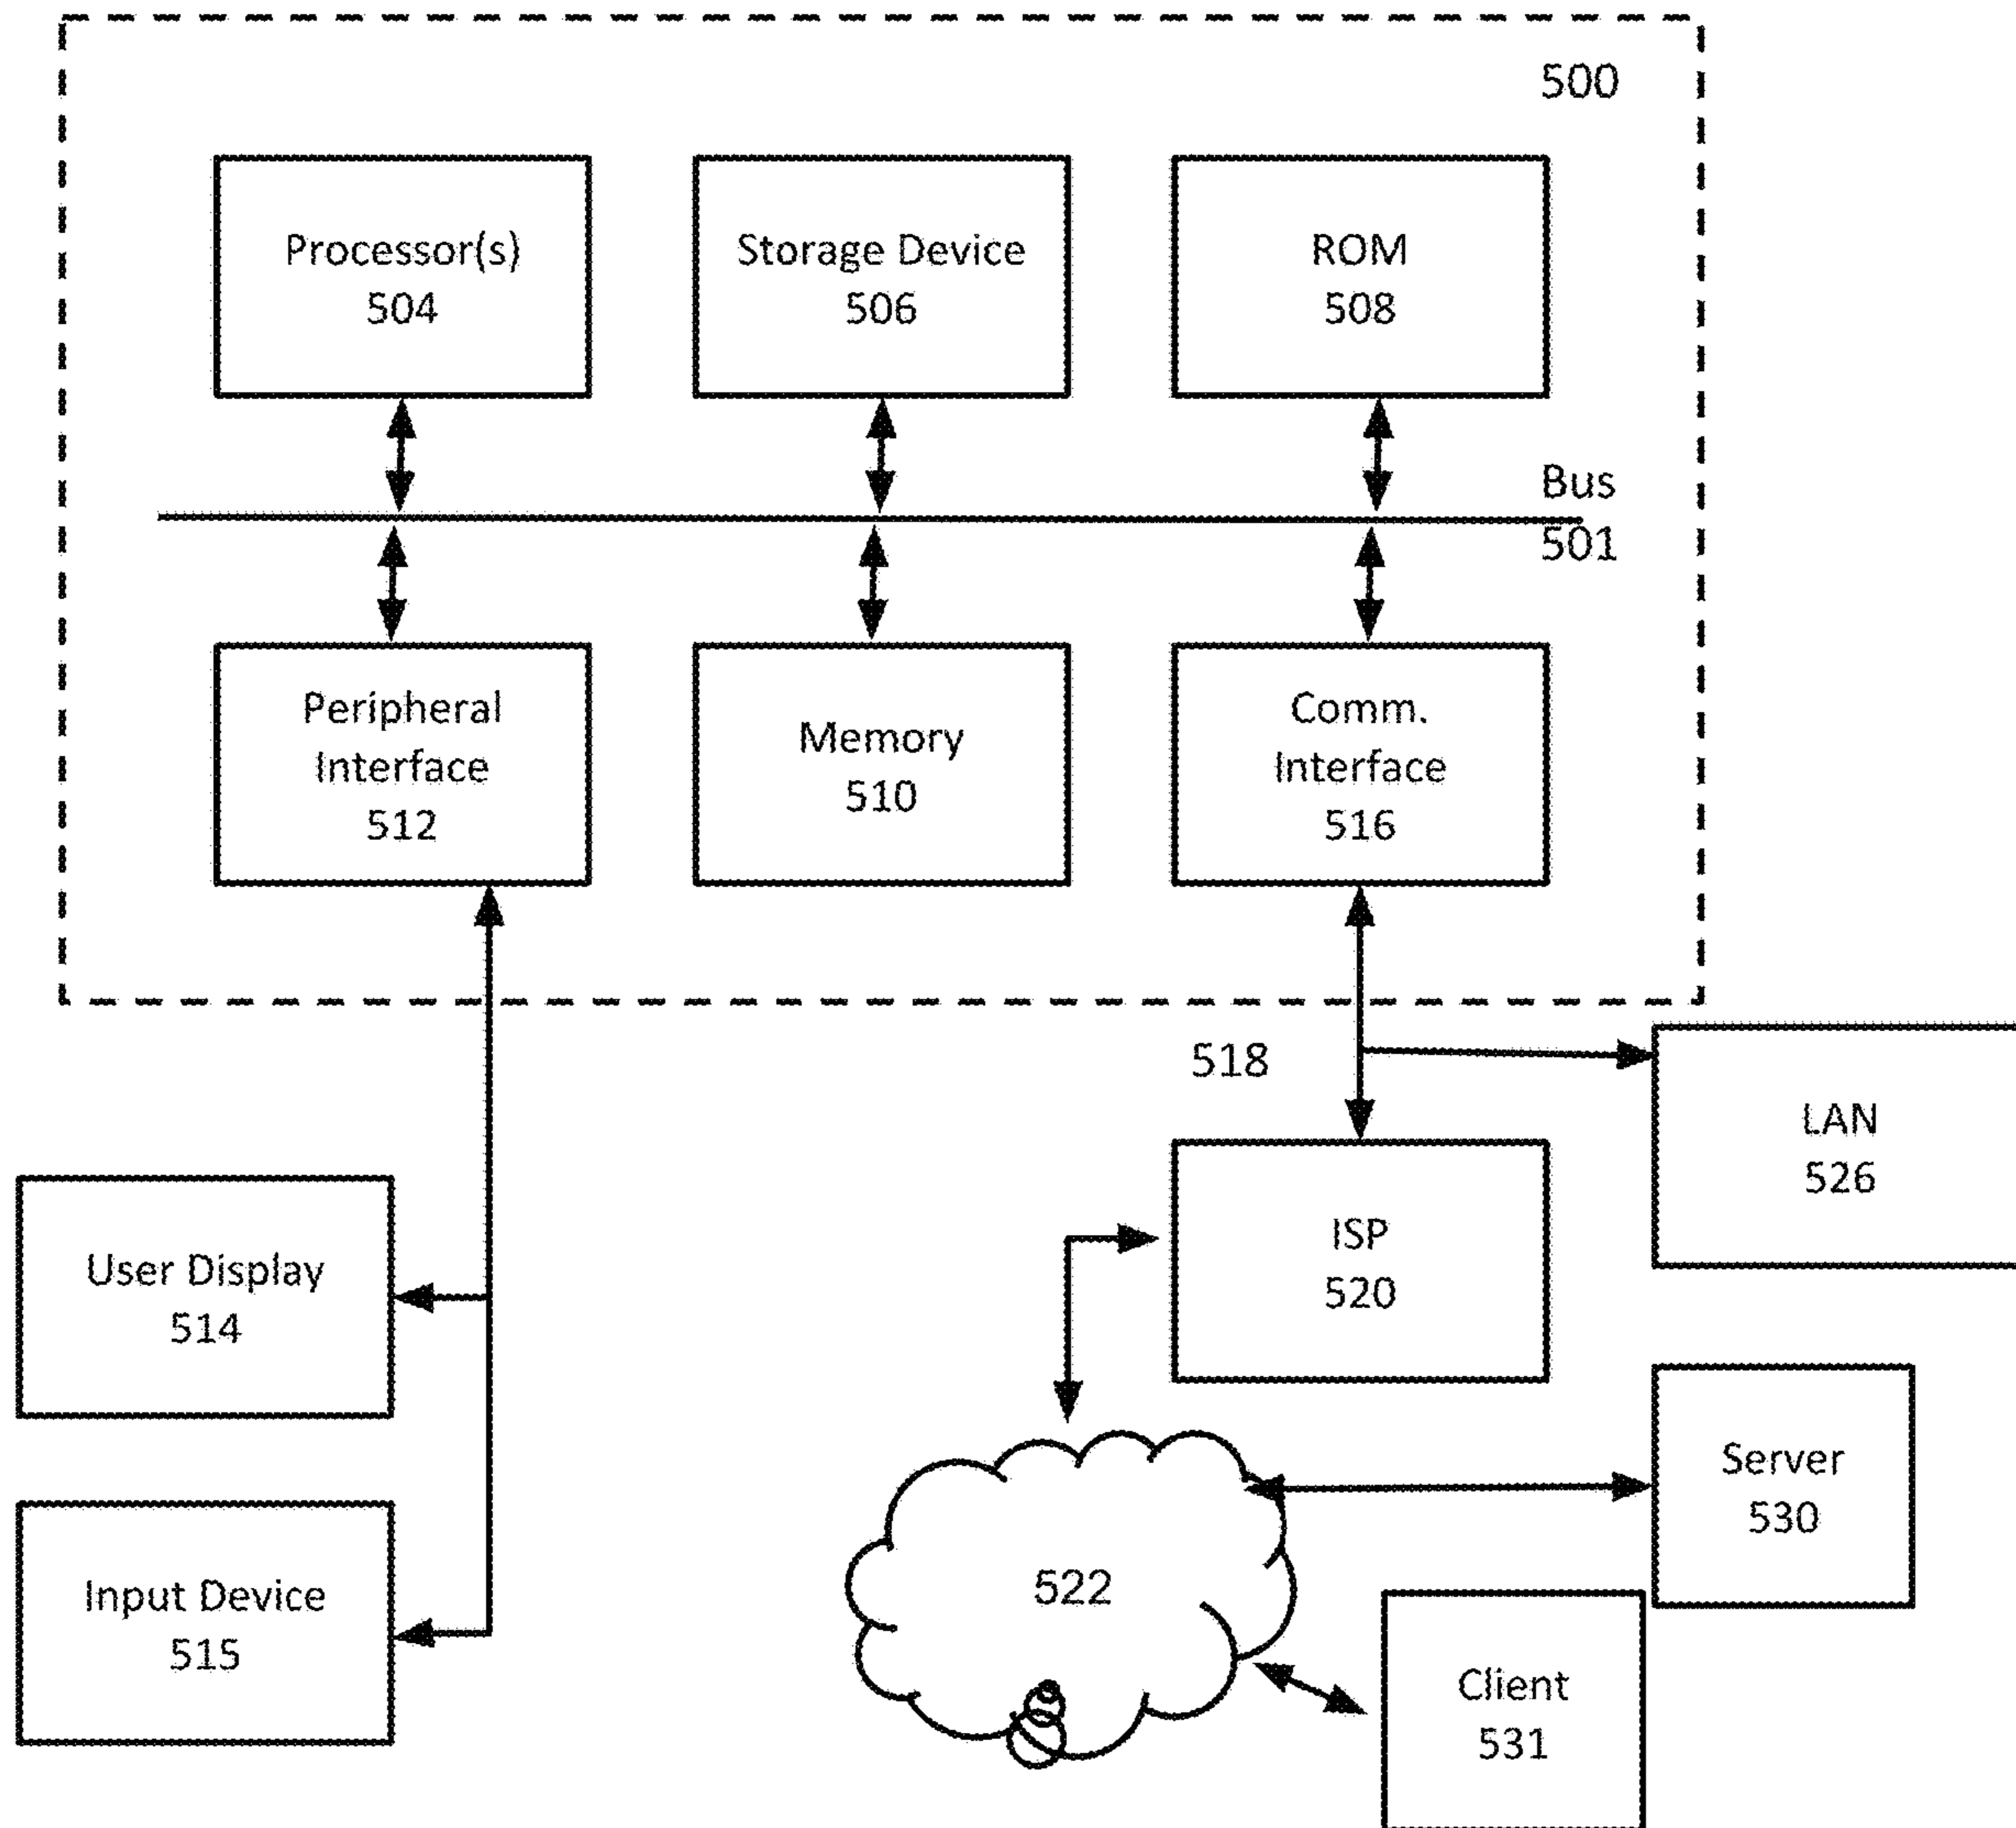 500
Processor(s)
504
Storage Device
506
ROM
508
Bus
501
Peripheral
Interface
512
Memory
510
Comm.
Interface
516
518
LAN
526
User Display
514
ISP
520
Server
530
Input Device
515
522
Client
531